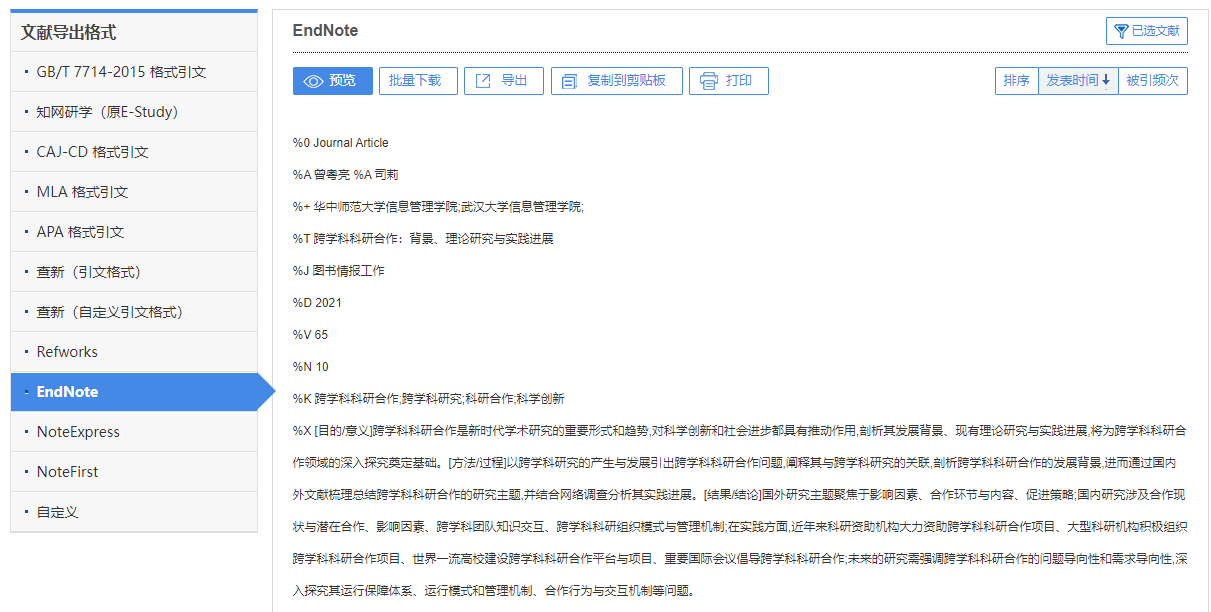 文献导出格式
GB/T 7714-2015 格式引文
知网研学（原E-Study）
CAJ-CD 格式引文
MLA 格式引文
APA 格式引文
查新（引文格式）
查新（自定义引文格式）
Refworks
EndNote
NoteExpress
NoteFirst
自定义
EndNote
已选文献
预览 批量下载 导出 复制到剪贴板 打印 排序 发表时间 被引频次
%0 Journal Article
%A 曾粤亮 %A 司莉
%+ 华中师范大学信息管理学院;武汉大学信息管理学院;
%T 跨学科科研合作：背景、理论研究与实践进展
%J 图书情报工作
%D 2021
%V 65
%N 10
%K 跨学科科研合作;跨学科研究;科研合作;科学创新
%X [目的/意义]跨学科科研合作是新时代学术研究的重要形式和趋势,对科学创新和社会进步都具有推动作用,剖析其发展背景、现有理论研究与实践进展,将为跨学科科研合
作领域的深入探究奠定基础。[方法/过程]以跨学科研究的产生与发展引出跨学科科研合作问题,阐释其与跨学科研究的关联,剖析跨学科科研合作的发展背景,进而通过国内
外文献梳理总结跨学科科研合作的研究主题,并结合网络调查分析其实践进展。[结果/结论]国外研究主题聚焦于影响因素、合作环节与内容、促进策略;国内研究涉及合作现
状与潜在合作、影响因素、跨学科团队知识交互、跨学科科研组织模式与管理机制;在实践方面,近年来科研资助机构大力资助跨学科科研合作项目、大型科研机构积极组织
跨学科科研合作项目、世界一流高校建设跨学科科研合作平台与项目、重要国际会议倡导跨学科科研合作;未来的研究需强调跨学科科研合作的问题导向性和需求导向性,深
入探究其运行保障体系、运行模式和管理机制、合作行为与交互机制等问题。